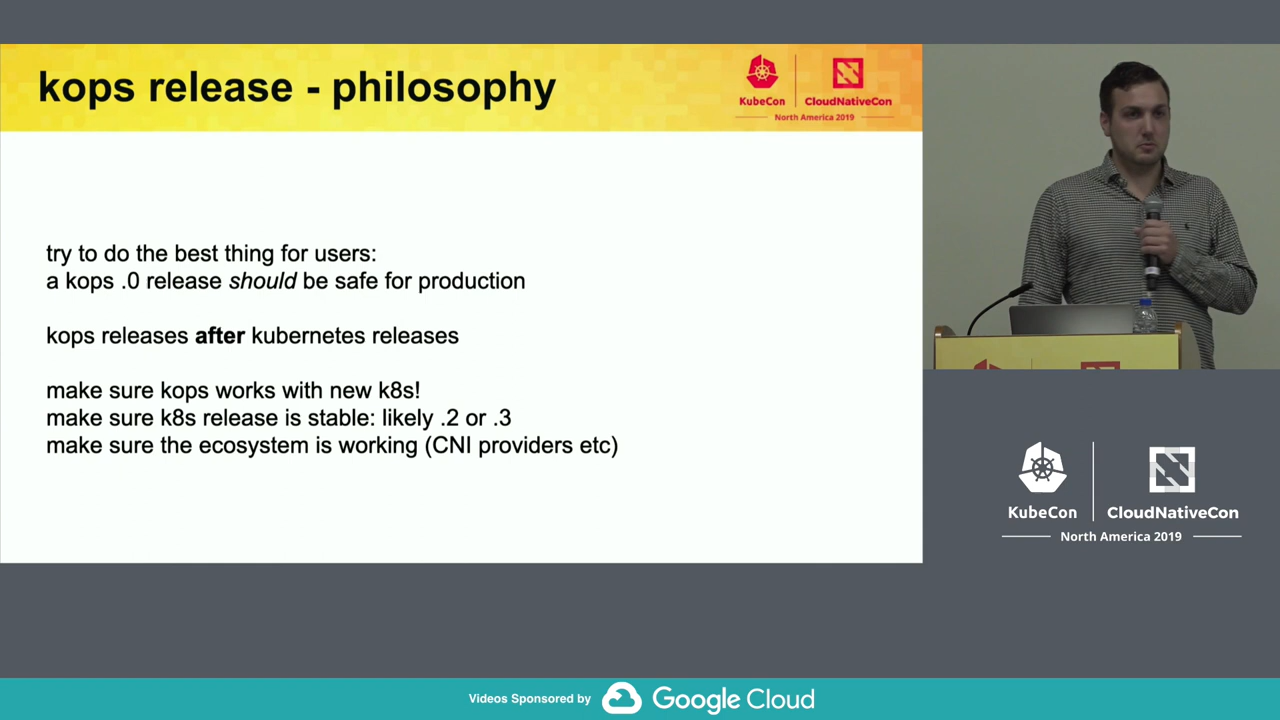 kops release - philosophy
KubeCon
CloudNativeCon
North America 2019
try to do the best thing for users:
a kops .0 release should be safe for production
kops releases after kubernetes releases
make sure kops works with new k8s!
make sure k8s release is stable: likely .2 or .3
make sure the ecosystem is working (CNI providers etc)
KubeCon
CloudNativeCon
North America 2019
Videos Sponsored by
Google Cloud